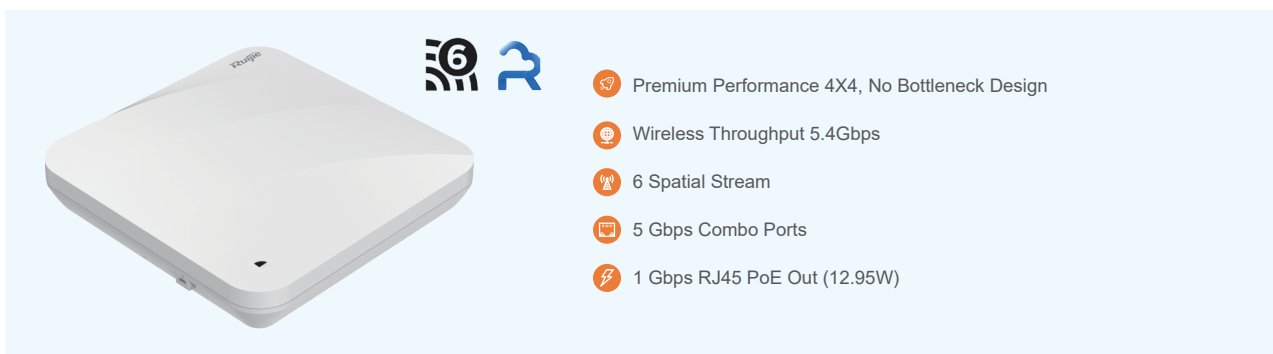 Ruijie
6
Premium Performance 4X4, No Bottleneck Design
Wireless Throughput 5.4Gbps
6 Spatial Stream
5 Gbps Combo Ports
1 Gbps RJ45 PoE Out (12.95W)